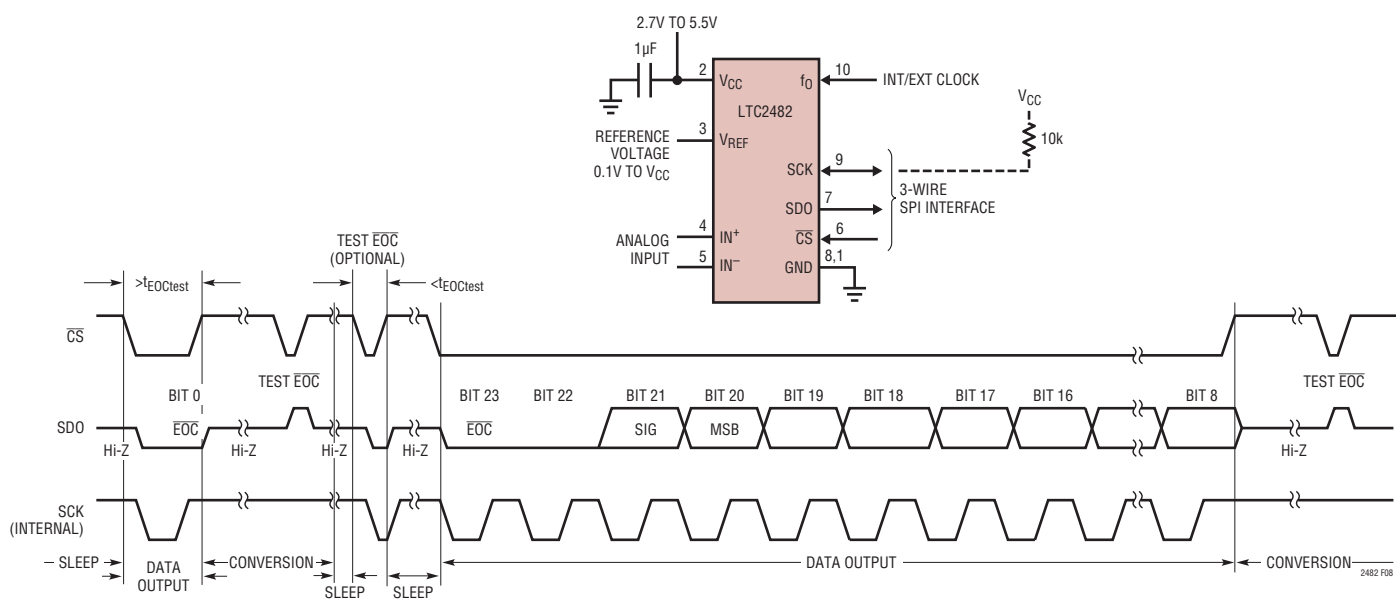 2.7V TO 5.5V
1µF
2
VCC
fO
10
INT/EXT CLOCK
LTC2482
VCC
10k
REFERENCE
VOLTAGE
0.1V TO VCC
3
VREF
SCK
9
3-WIRE
SPI INTERFACE
SDO
7
ANALOG
INPUT
4
IN+
5
IN−
CS
6
GND
8,1
TEST EOC
(OPTIONAL)
>tEOCtest
<tEOCtest
CS
TEST EOC
TEST EOC
BIT 0
BIT 23
BIT 22
BIT 21
BIT 20
BIT 19
BIT 18
BIT 17
BIT 16
BIT 8
SDO
EOC
EOC
SIG
MSB
Hi-Z
Hi-Z
Hi-Z
Hi-Z
Hi-Z
SCK
(INTERNAL)
SLEEP
DATA
OUTPUT
CONVERSION
SLEEP
SLEEP
DATA OUTPUT
CONVERSION
2482 F08